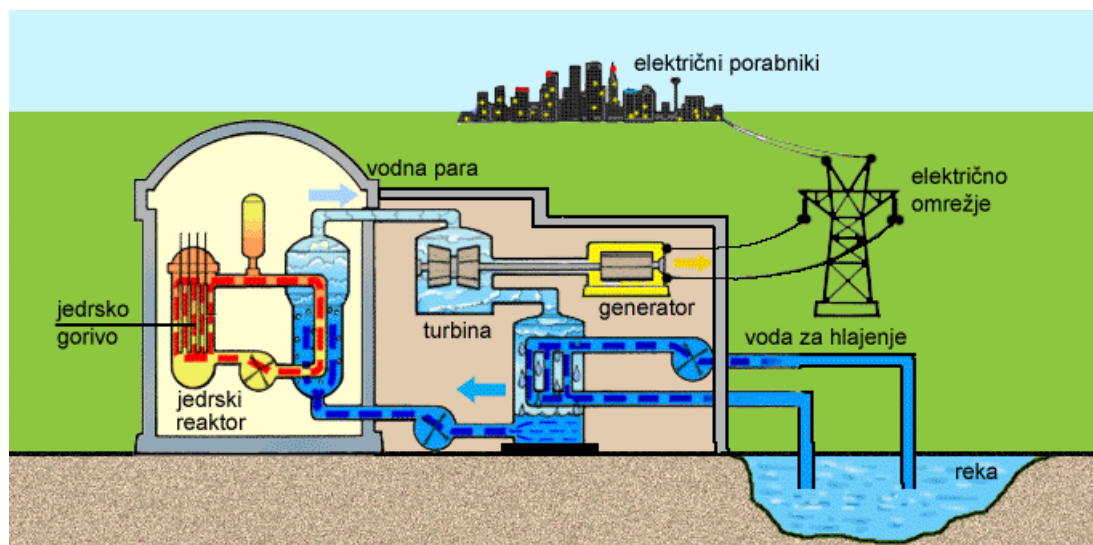 električni porabniki
vodna para
električno
omrežje
jedrsko
gorivo
turbina
generator
voda za hlajenje
jedrski
reaktor
reka